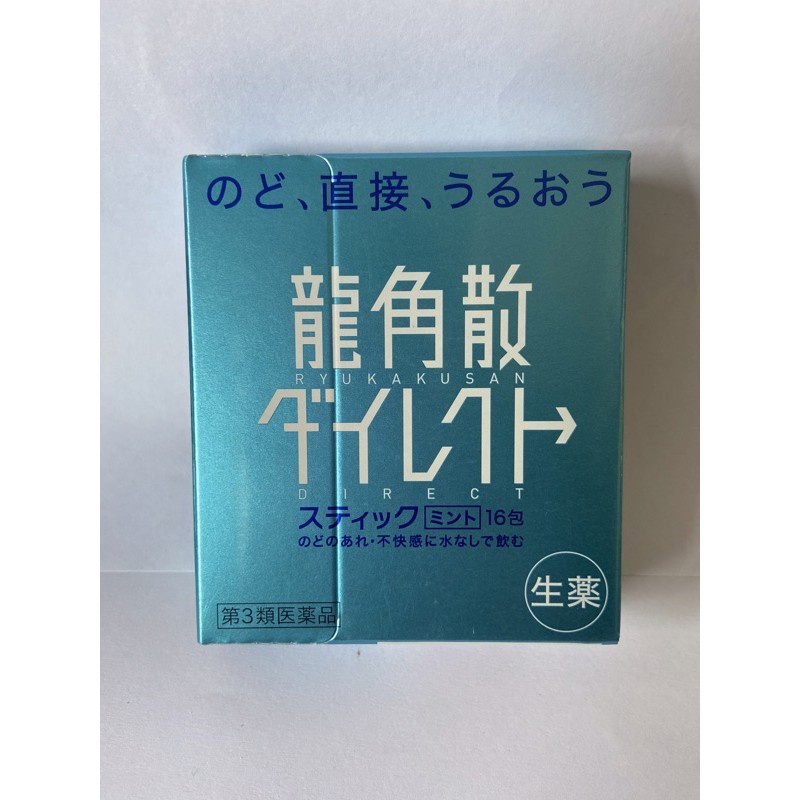 のど、直接、うるおう
龍角散
RYUKAKUSAN
ダイレクト
DIRECT
スティック ミント 16包
のどのあれ・不快感に水なしで飲む
生薬
第3類医薬品